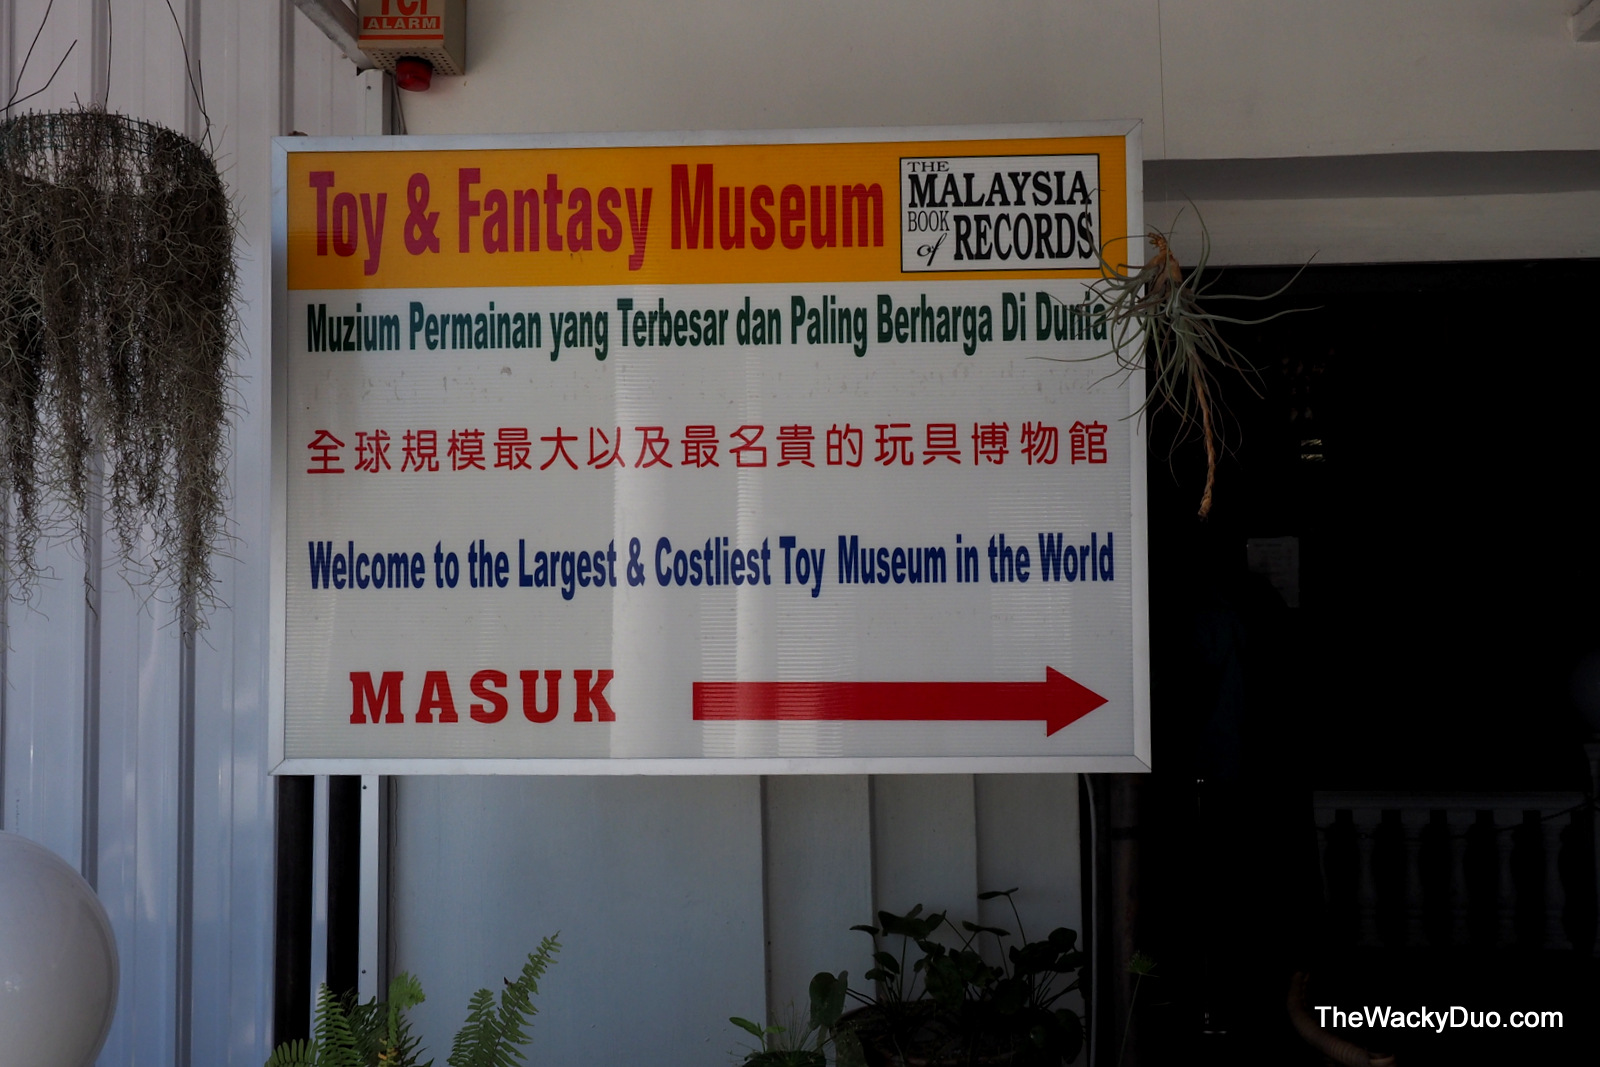 ALARM
Toy & Fantasy Museum
THE
MALAYSIA
BOOK
of RECORDS
Muzium Permainan yang Terbesar dan Paling Berharga Di Dunia
全球規模最大以及最名貴的玩具博物館
Welcome to the Largest & Costliest Toy Museum in the World
MASUK
TheWackyDuo.com